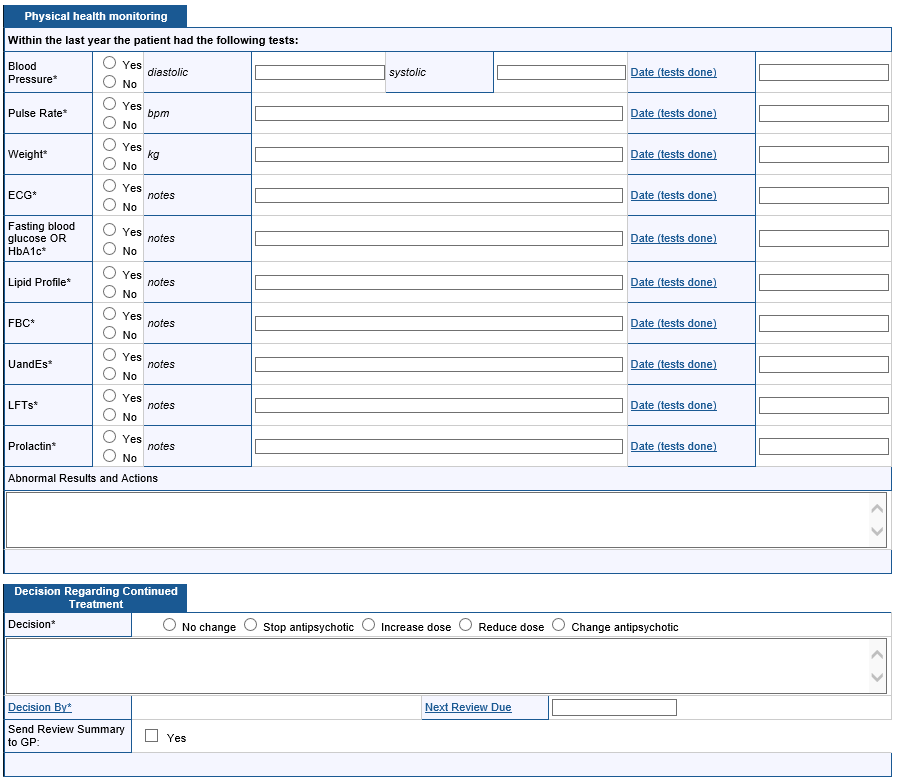 Physical health monitoring
Within the last year the patient had the following tests:
Blood Pressure* Yes No diastolic systolic Date (tests done)
Pulse Rate* Yes No bpm Date (tests done)
Weight* Yes No kg Date (tests done)
ECG* Yes No notes Date (tests done)
Fasting blood glucose OR HbA1c* Yes No notes Date (tests done)
Lipid Profile* Yes No notes Date (tests done)
FBC* Yes No notes Date (tests done)
UandEs* Yes No notes Date (tests done)
LFTs* Yes No notes Date (tests done)
Prolactin* Yes No notes Date (tests done)
Abnormal Results and Actions
Decision Regarding Continued
Treatment
Decision* No change Stop antipsychotic Increase dose Reduce dose Change antipsychotic
Decision By* Next Review Due
Send Review Summary to GP: Yes